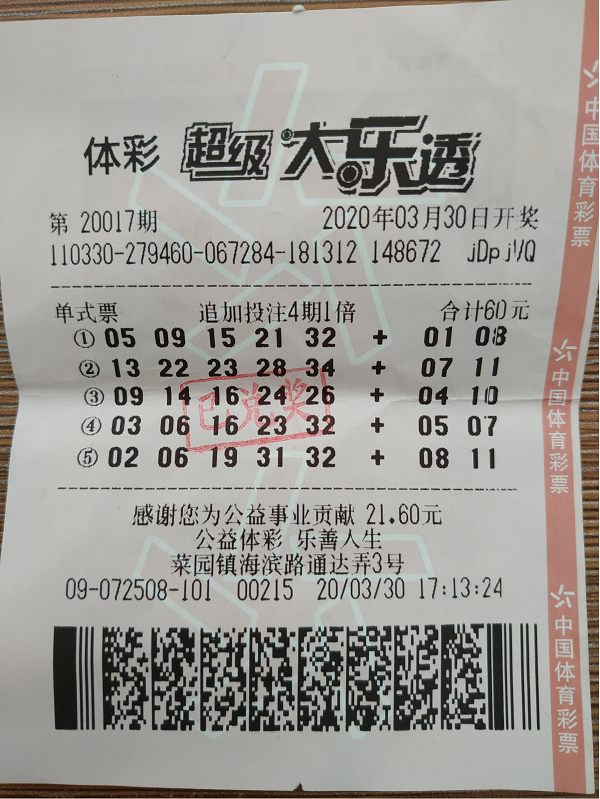 体彩 超级大乐透
第 20017期 2020年03月30日开奖
110330-279460-067284-181312 148672 jDpjVQ
单式票 追加投注4期1倍 合计60元
① 05 09 15 21 32 + 01 08
② 13 22 23 28 34 + 07 11
③ 09 14 16 24 26 + 04 10
④ 03 06 16 23 32 + 05 07
⑤ 02 06 19 31 32 + 08 11
已兑奖
感谢您为公益事业贡献 21.60元
公益体彩 乐善人生
菜园镇海滨路通达弄3号
09-072508-101 00215 20/03/30 17:13:24
中国体育彩票
中国体育彩票
中国体育彩票